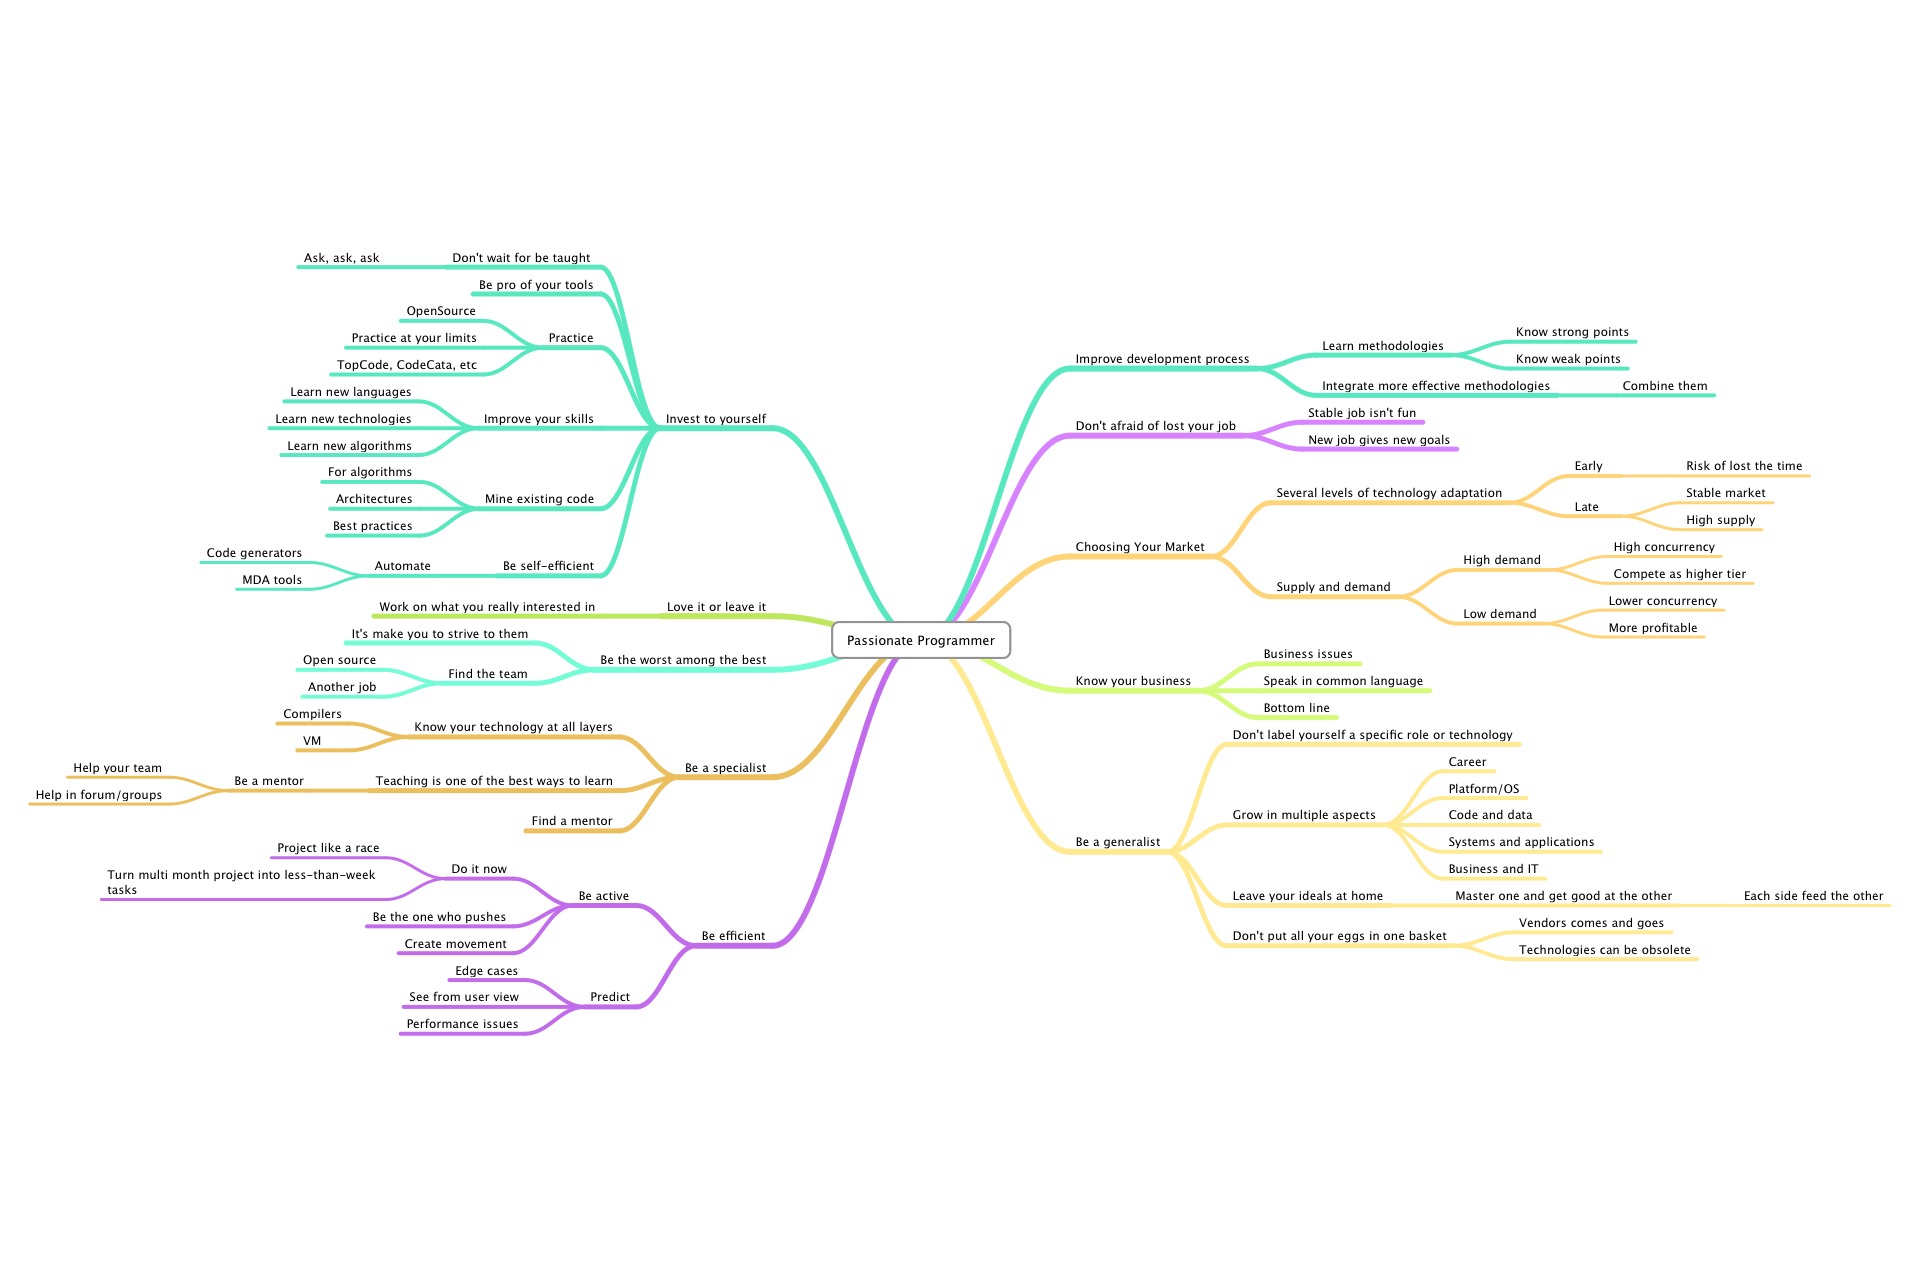 Passionate Programmer
Invest to yourself
Don't wait for be taught
Ask, ask, ask
Be pro of your tools
Practice
OpenSource
Practice at your limits
TopCode, CodeCata, etc
Improve your skills
Learn new languages
Learn new technologies
Learn new algorithms
Mine existing code
For algorithms
Architectures
Best practices
Be self-efficient
Automate
Code generators
MDA tools
Love it or leave it
Work on what you really interested in
Be the worst among the best
It's make you to strive to them
Find the team
Open source
Another job
Be a specialist
Know your technology at all layers
Compilers
VM
Teaching is one of the best ways to learn
Be a mentor
Help your team
Help in forum/groups
Find a mentor
Be efficient
Be active
Do it now
Project like a race
Turn multi month project into less-than-week
tasks
Be the one who pushes
Create movement
Predict
Edge cases
See from user view
Performance issues
Improve development process
Learn methodologies
Know strong points
Know weak points
Integrate more effective methodologies
Combine them
Don't afraid of lost your job
Stable job isn't fun
New job gives new goals
Choosing Your Market
Several levels of technology adaptation
Early
Risk of lost the time
Late
Stable market
High supply
Supply and demand
High demand
High concurrency
Compete as higher tier
Low demand
Lower concurrency
More profitable
Know your business
Business issues
Speak in common language
Bottom line
Be a generalist
Don't label yourself a specific role or technology
Grow in multiple aspects
Career
Platform/OS
Code and data
Systems and applications
Business and IT
Leave your ideals at home
Master one and get good at the other
Each side feed the other
Don't put all your eggs in one basket
Vendors comes and goes
Technologies can be obsolete